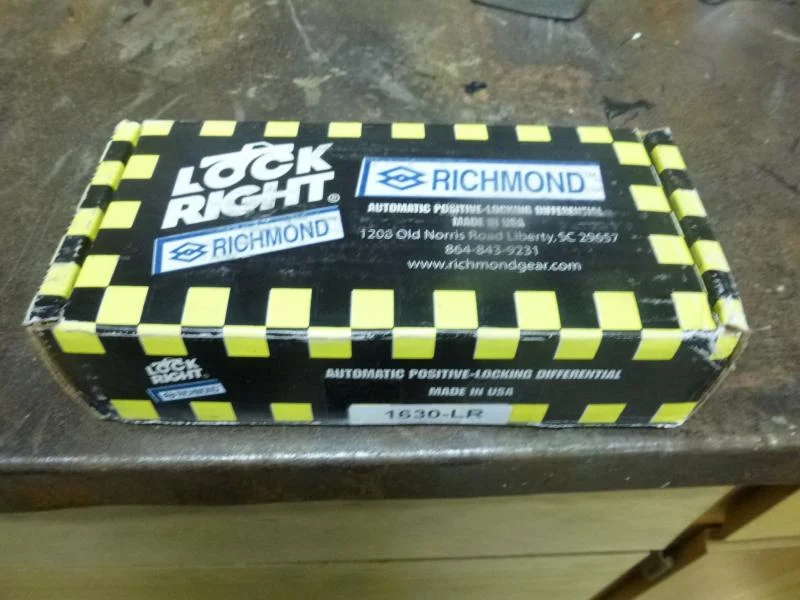 LOCK
RIGHT®
RICHMOND
RICHMOND™
AUTOMATIC POSITIVE-LOCKING DIFFERENTIAL
MADE IN USA
1208 Old Norris Road Liberty, SC 29657
864-843-9231
www.richmondgear.com
LOCK
RIGHT
RICHMOND
AUTOMATIC POSITIVE-LOCKING DIFFERENTIAL
MADE IN USA
1630-LR